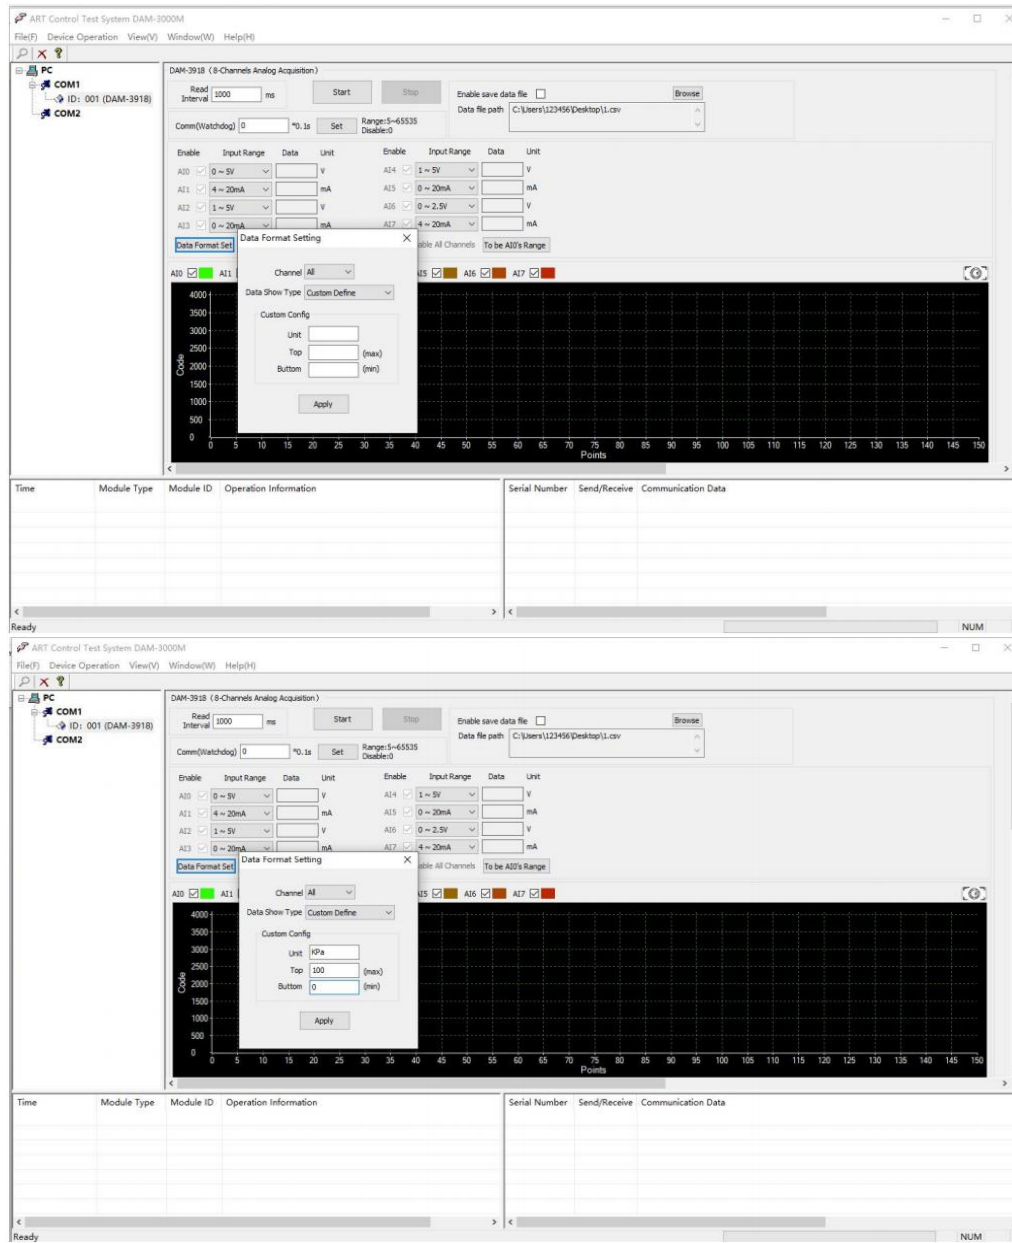 ART Control Test System DAM-3000M
File(F) Device Operation View(V) Window(W) Help(H)
PC
COM1
ID: 001 (DAM-3918)
COM2
DAM-3918 (8-Channels Analog Acquisition)
Read Interval 1000 ms Start Stop Enable save data file Browse
Data file path C:\Users\123456\Desktop\1.csv
Comm(Watchdog) 0 *0.1s Set Range:5~65535 Disable:0
Enable Input Range Data Unit Enable Input Range Data Unit
AI0 0 ~ 5V V AI4 1 ~ 5V V
AI1 4 ~ 20mA mA AI5 0 ~ 20mA mA
AI2 1 ~ 5V V AI6 0 ~ 2.5V V
AI3 0 ~ 20mA mA AI7 4 ~ 20mA mA
Data Format Set able All Channels To be AI0's Range
Data Format Setting
AI0 AI1 AI5 AI6 AI7
Channel All
Data Show Type Custom Define
Custom Config
Unit
Top (max)
Buttom (min)
Apply
Code
4000
3500
3000
2500
2000
1500
1000
500
0
0 5 10 15 20 25 30 35 40 45 50 55 60 65 70 75 80 85 90 95 100 105 110 115 120 125 130 135 140 145 150
Points
Time Module Type Module ID Operation Information Serial Number Send/Receive Communication Data
Ready NUM
ART Control Test System DAM-3000M
File(F) Device Operation View(V) Window(W) Help(H)
PC
COM1
ID: 001 (DAM-3918)
COM2
DAM-3918 (8-Channels Analog Acquisition)
Read Interval 1000 ms Start Stop Enable save data file Browse
Data file path C:\Users\123456\Desktop\1.csv
Comm(Watchdog) 0 *0.1s Set Range:5~65535 Disable:0
Enable Input Range Data Unit Enable Input Range Data Unit
AI0 0 ~ 5V V AI4 1 ~ 5V V
AI1 4 ~ 20mA mA AI5 0 ~ 20mA mA
AI2 1 ~ 5V V AI6 0 ~ 2.5V V
AI3 0 ~ 20mA mA AI7 4 ~ 20mA mA
Data Format Set able All Channels To be AI0's Range
Data Format Setting
AI0 AI1 AI5 AI6 AI7
Channel All
Data Show Type Custom Define
Custom Config
Unit KPa
Top 100 (max)
Buttom 0 (min)
Apply
Code
4000
3500
3000
2500
2000
1500
1000
500
0
0 5 10 15 20 25 30 35 40 45 50 55 60 65 70 75 80 85 90 95 100 105 110 115 120 125 130 135 140 145 150
Points
Time Module Type Module ID Operation Information Serial Number Send/Receive Communication Data
Ready NUM